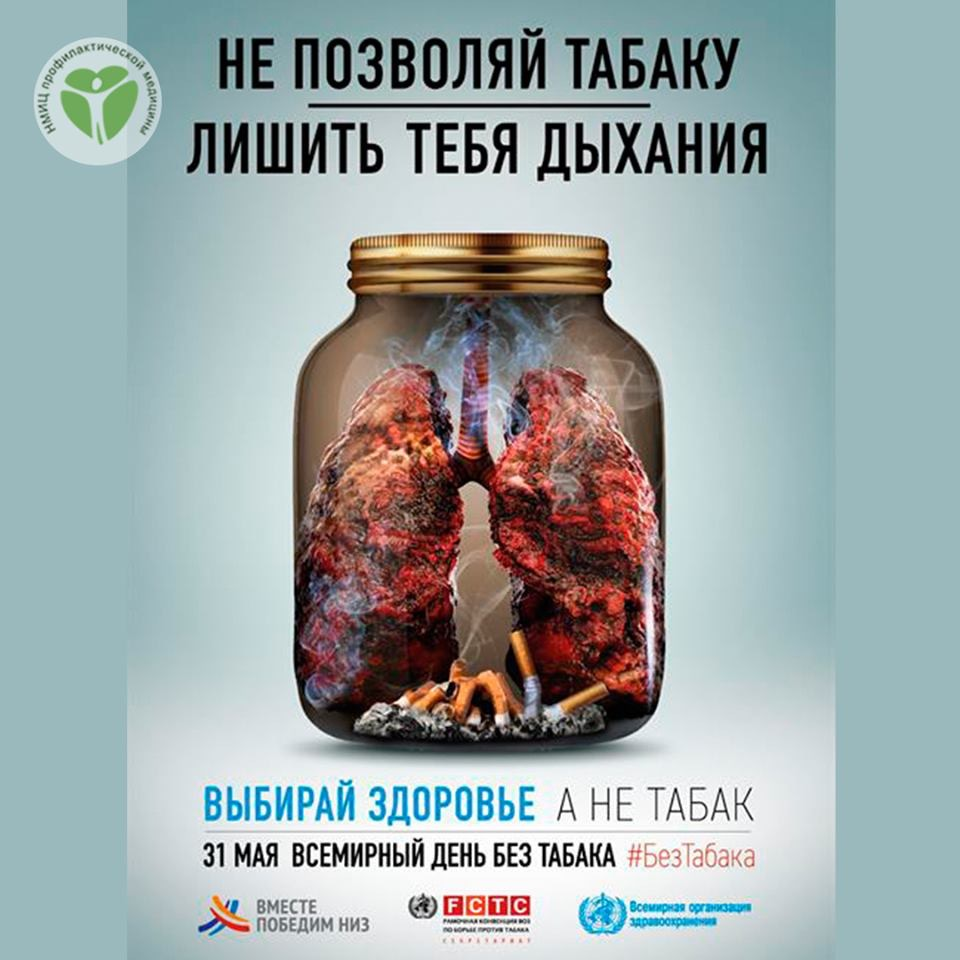 НМИЦ профилактической медицины
НЕ ПОЗВОЛЯЙ ТАБАКУ
ЛИШИТЬ ТЕБЯ ДЫХАНИЯ
ВЫБИРАЙ ЗДОРОВЬЕ А НЕ ТАБАК
31 МАЯ ВСЕМИРНЫЙ ДЕНЬ БЕЗ ТАБАКА #БезТабака
ВМЕСТЕ
ПОБЕДИМ НИЗ
FCTC
РАМОЧНАЯ КОНВЕНЦИЯ ВОЗ
ПО БОРЬБЕ ПРОТИВ ТАБАКА
СЕКРЕТАРИАТ
Всемирная организация
здравоохранения